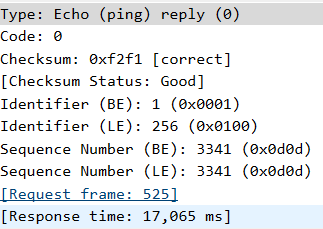 Type: Echo (ping) reply (0)
Code: 0
Checksum: 0xf2f1 [correct]
[Checksum Status: Good]
Identifier (BE): 1 (0x0001)
Identifier (LE): 256 (0x0100)
Sequence Number (BE): 3341 (0x0d0d)
Sequence Number (LE): 3341 (0x0d0d)
[Request frame: 525]
[Response time: 17,065 ms]